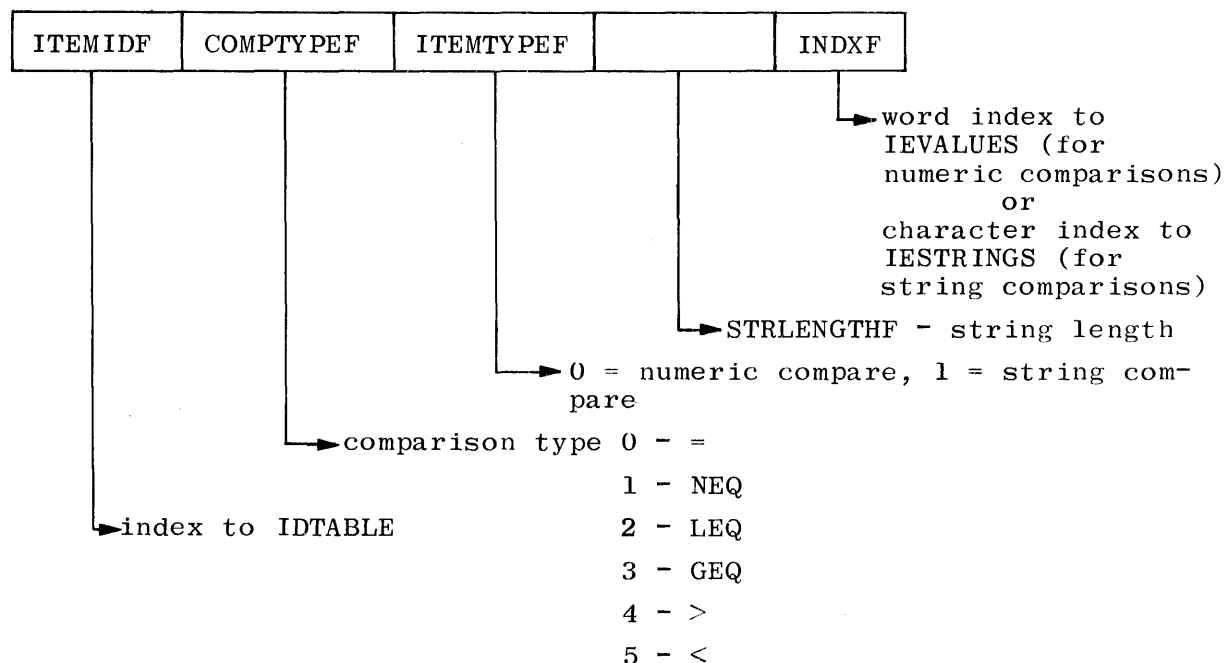 ITEMIDF COMPTYPEF ITEMTYPEF INDXF
word index to
IEVALUES (for
numeric comparisons)
or
character index to
IESTRINGS (for
string comparisons)
STRLENGTHF - string length
0 = numeric compare, 1 = string com-
pare
comparison type 0 - =
1 - NEQ
index to IDTABLE 2 - LEQ
3 - GEQ
4 - >
5 - <